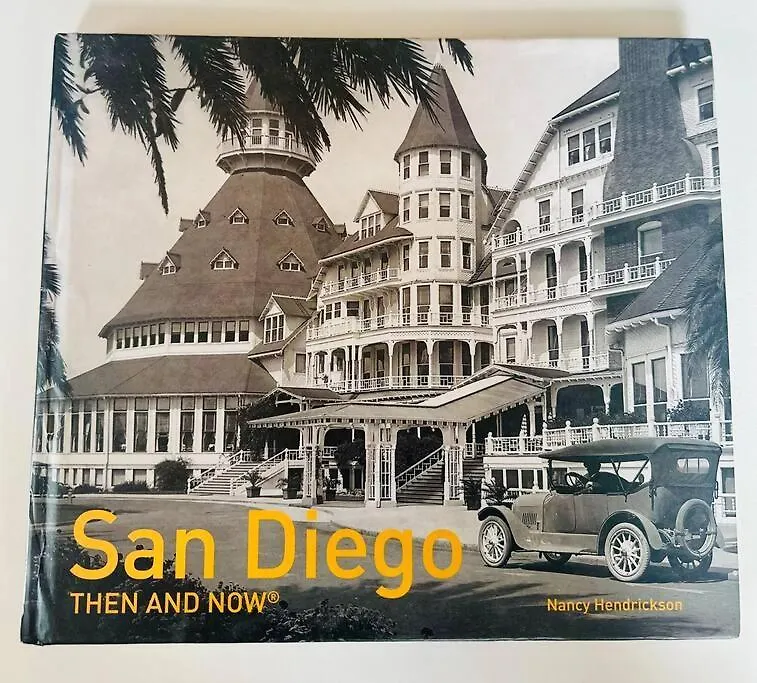 San Diego
THEN AND NOW®
Nancy Hendrickson